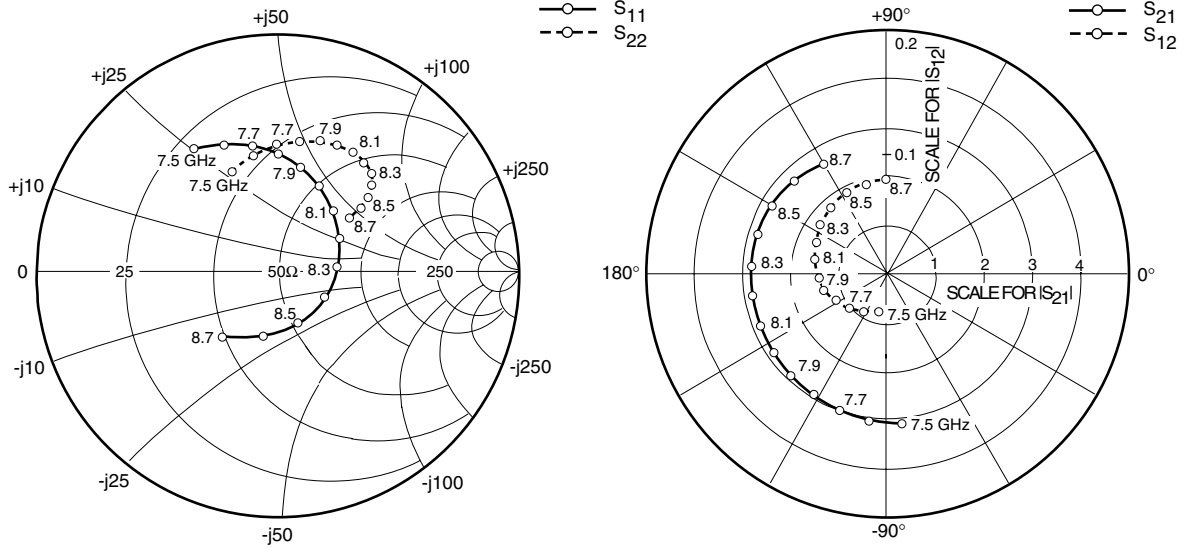 S11
S22
+j50
+j25
+j100
+j10
+j250
0
25
50Ω
250
-j10
-j250
-j25
-j100
-j50
7.5 GHz
7.7
7.9
8.1
8.3
8.5
8.7
7.5 GHz
7.7
7.9
8.1
8.3
8.5
8.7
S21
S12
+90°
0.2
0.1
SCALE FOR |S12|
180°
0°
1
2
3
4
SCALE FOR |S21|
-90°
8.7
8.5
8.3
8.1
7.9
7.7
7.5 GHz
8.7
8.5
8.3
8.1
7.9
7.7
7.5 GHz